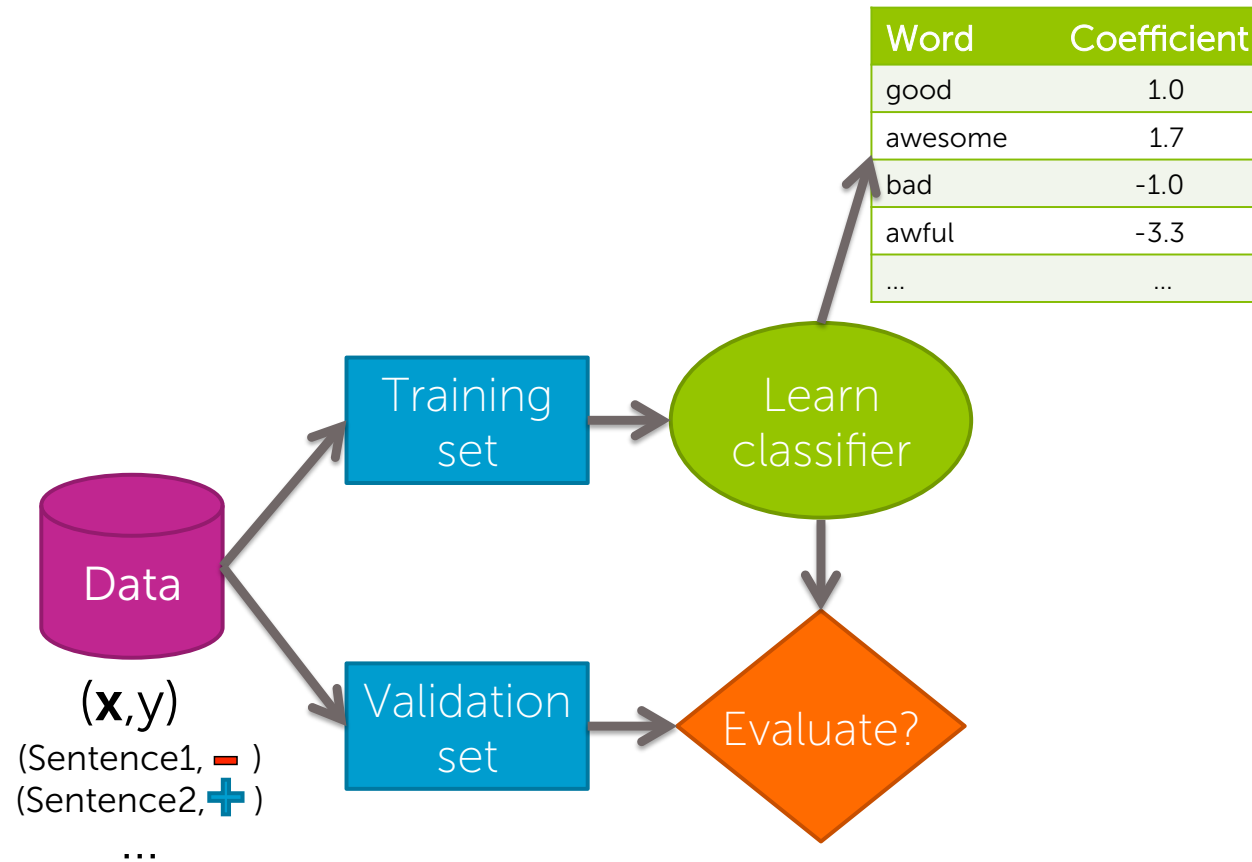 Word Coefficient
good 1.0
awesome 1.7
bad -1.0
awful -3.3
... ...
Training
set
Learn
classifier
Data
(x,y)
(Sentence1, - )
(Sentence2,+ )
...
Validation
set
Evaluate?